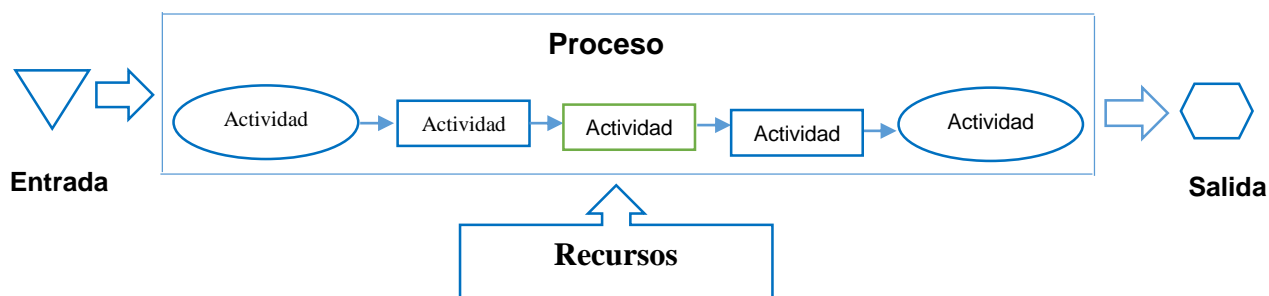 Proceso
Actividad
Actividad
Actividad
Actividad
Actividad
Entrada
Salida
Recursos